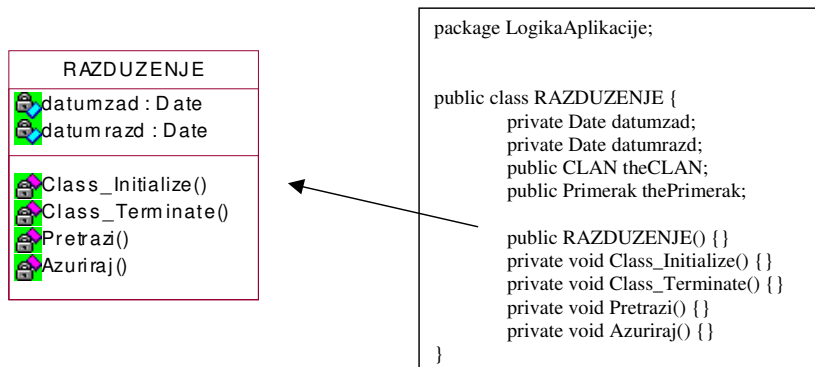 RAZDUZENJE
datumzad : Date
datumrazd : Date
Class_Initialize()
Class_Terminate()
Pretrazi()
Azuriraj()
package LogikaAplikacije;
public class RAZDUZENJE {
private Date datumzad;
private Date datumrazd;
public CLAN theCLAN;
public Primerak thePrimerak;
public RAZDUZENJE() {}
private void Class_Initialize() {}
private void Class_Terminate() {}
private void Pretrazi() {}
private void Azuriraj() {}
}